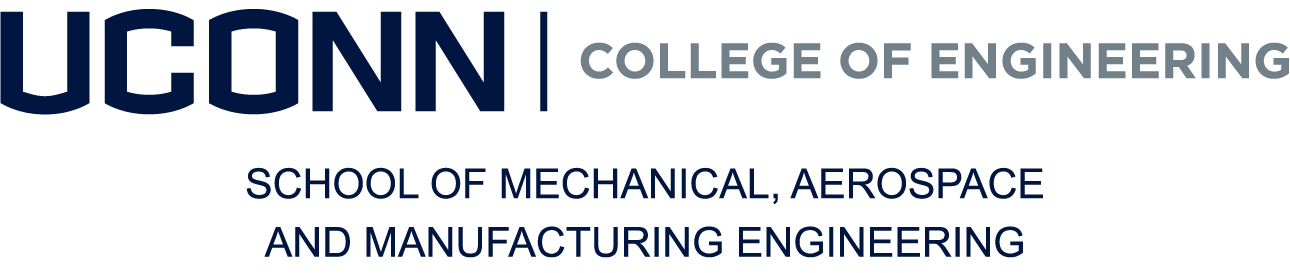 UCONN | COLLEGE OF ENGINEERING
SCHOOL OF MECHANICAL, AEROSPACE
AND MANUFACTURING ENGINEERING